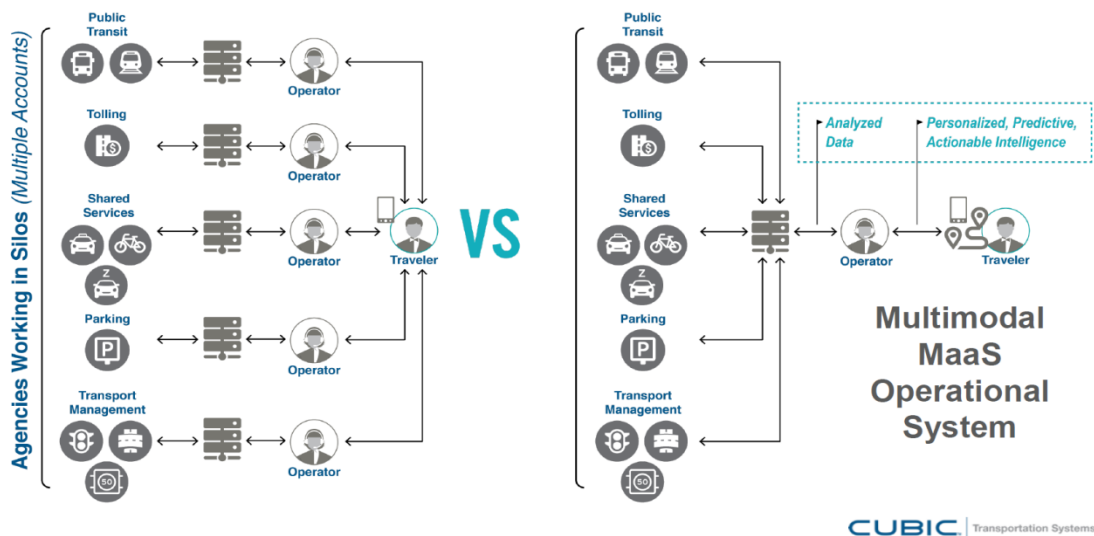 Agencies Working in Silos (Multiple Accounts)
Public
Transit
Operator
Tolling
$
Operator
Shared
Services
Z
Operator
Traveler
Parking
P
Operator
Transport
Management
50
Operator
VS
Public
Transit
Tolling
$
Shared
Services
Z
Parking
P
Transport
Management
50
Analyzed
Data
Personalized, Predictive,
Actionable Intelligence
Operator
Traveler
Multimodal
MaaS
Operational
System
CUBIC. Transportation Systems